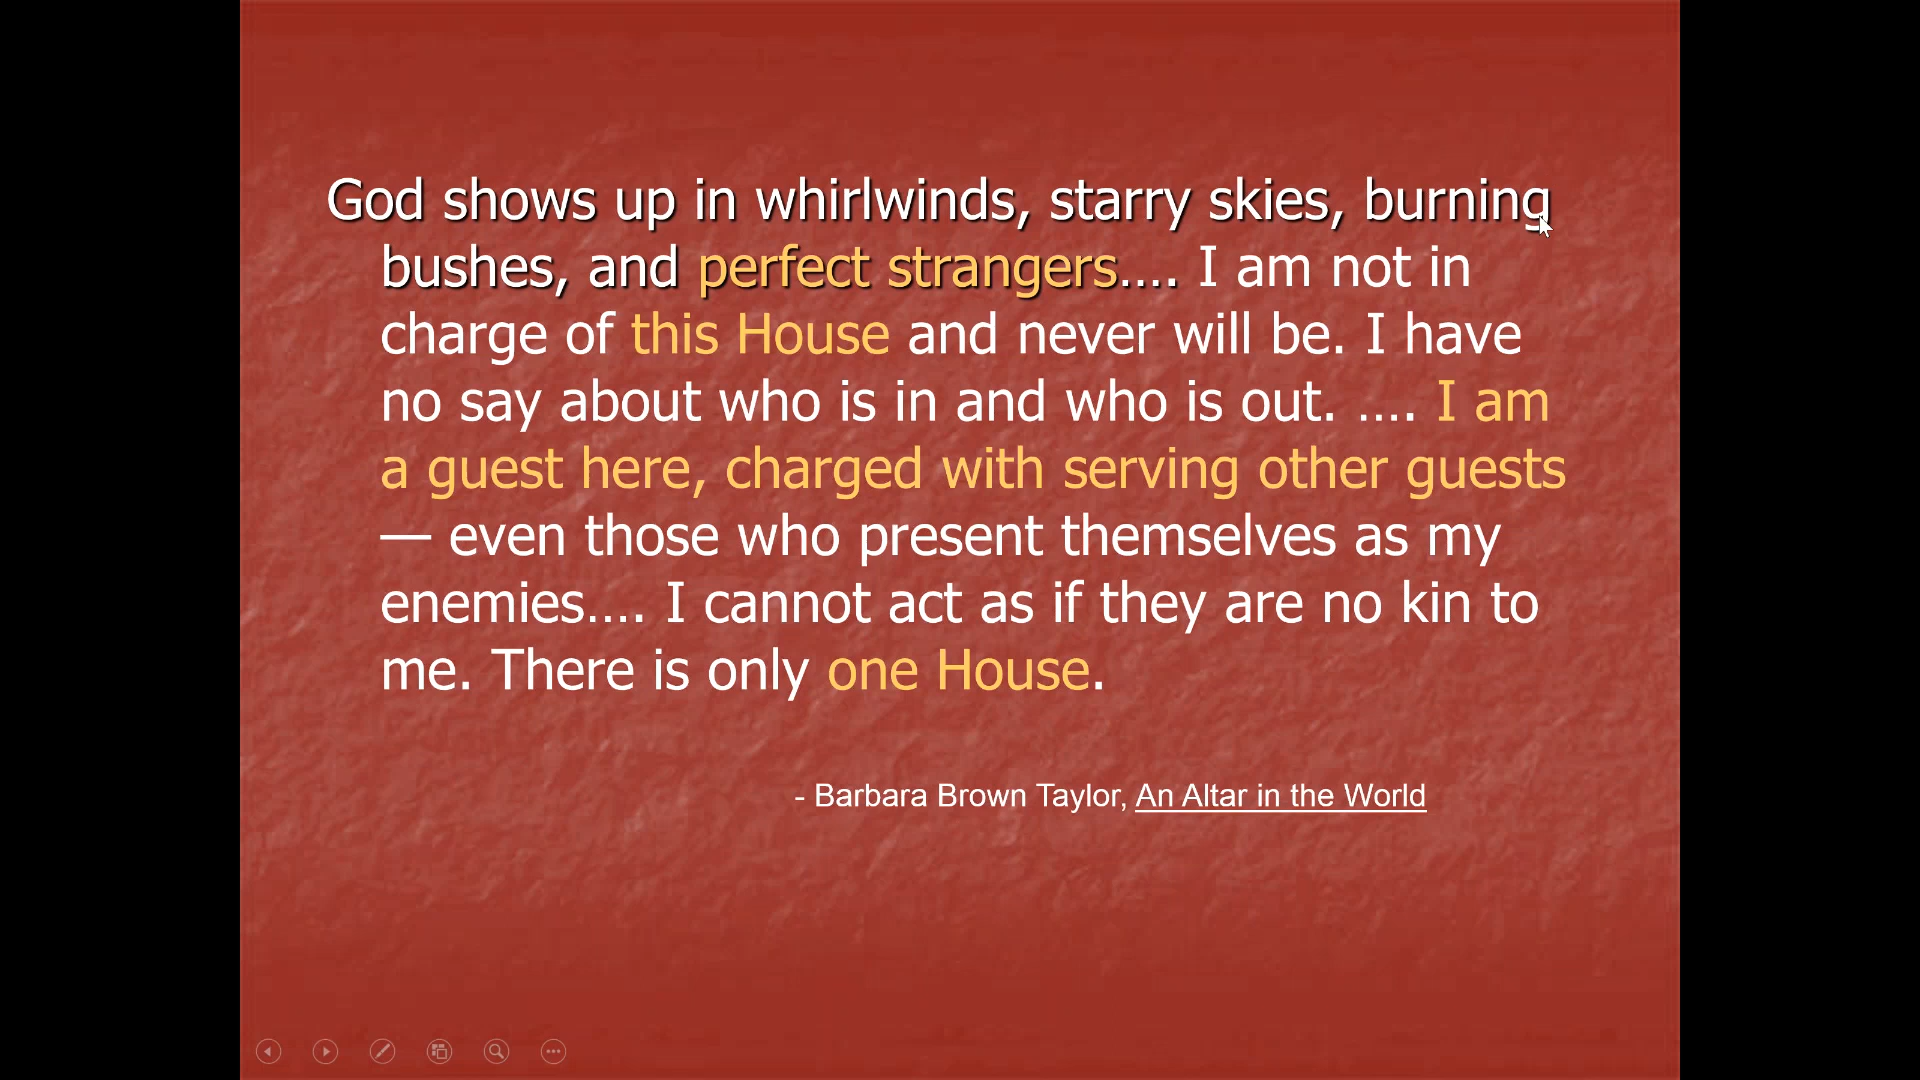 God shows up in whirlwinds, starry skies, burning
bushes, and perfect strangers.... I am not in
charge of this House and never will be. I have
no say about who is in and who is out. .... I am
a guest here, charged with serving other guests
— even those who present themselves as my
enemies.... I cannot act as if they are no kin to
me. There is only one House.
- Barbara Brown Taylor, An Altar in the World